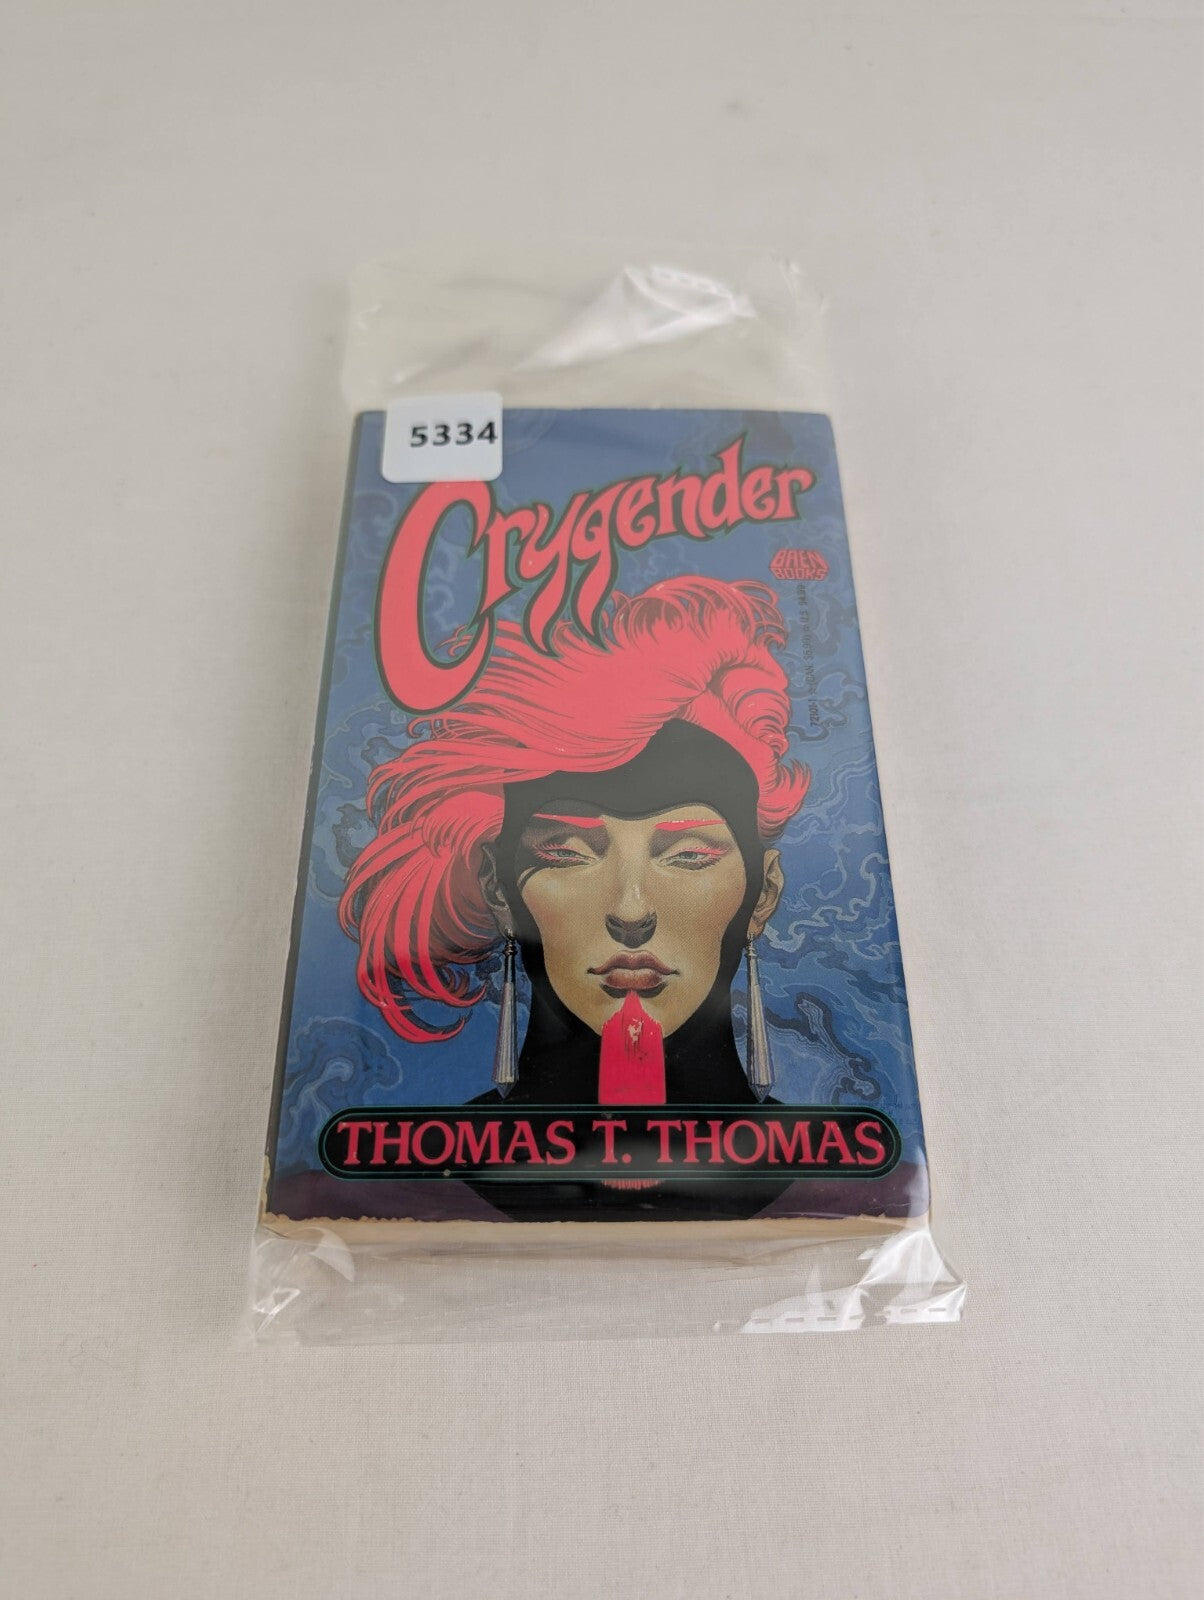 5334
Crygender
BAEN
BOOKS
THOMAS T. THOMAS